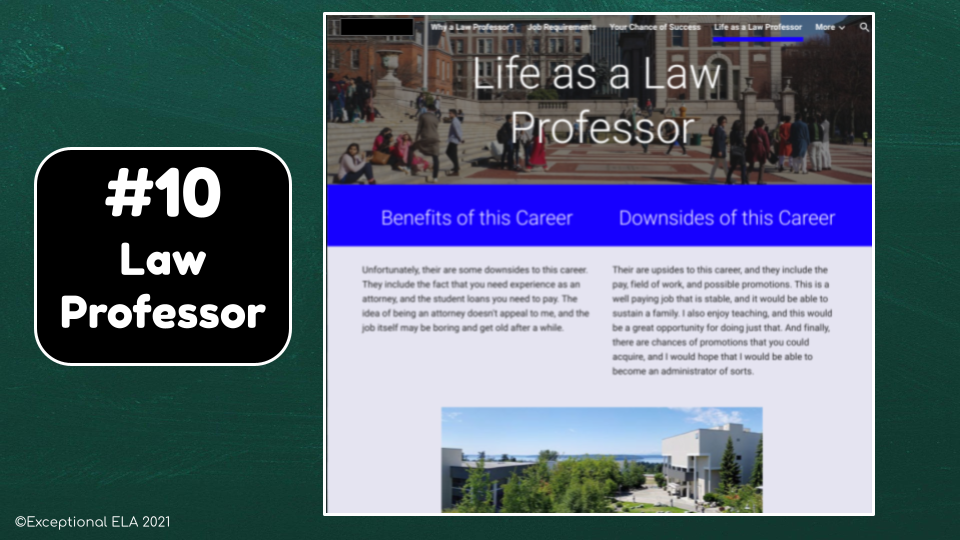 #10
Law
Professor
Why a Law Professor?
Job Requirements
Your Chance of Success
Life as a Law Professor
More
Life as a Law
Professor
Benefits of this Career
Unfortunately, their are some downsides to this career.
They include the fact that you need experience as an
attorney, and the student loans you need to pay. The
idea of being an attorney doesn't appeal to me, and the
job itself may be boring and get old after a while.
Downsides of this Career
Their are upsides to this career, and they include the
pay, field of work, and possible promotions. This is a
well paying job that is stable, and it would be able to
sustain a family. I also enjoy teaching, and this would
be a great opportunity for doing just that. And finally,
there are chances of promotions that you could
acquire, and I would hope that I would be able to
become an administrator of sorts.
©Exceptional ELA 2021